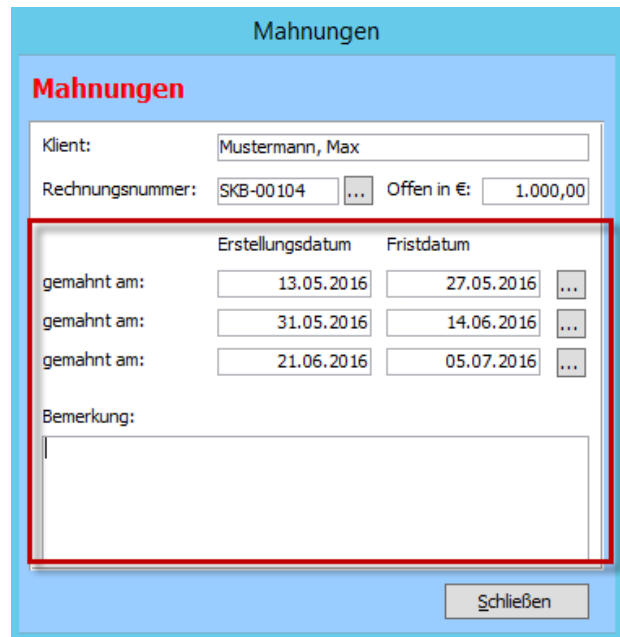 Mahnungen
Mahnungen
Klient: Mustermann, Max
Rechnungsnummer: SKB-00104 ... Offen in €: 1.000,00
Erstellungsdatum Fristdatum
gemahnt am: 13.05.2016 27.05.2016 ...
gemahnt am: 31.05.2016 14.06.2016 ...
gemahnt am: 21.06.2016 05.07.2016 ...
Bemerkung:
Schließen